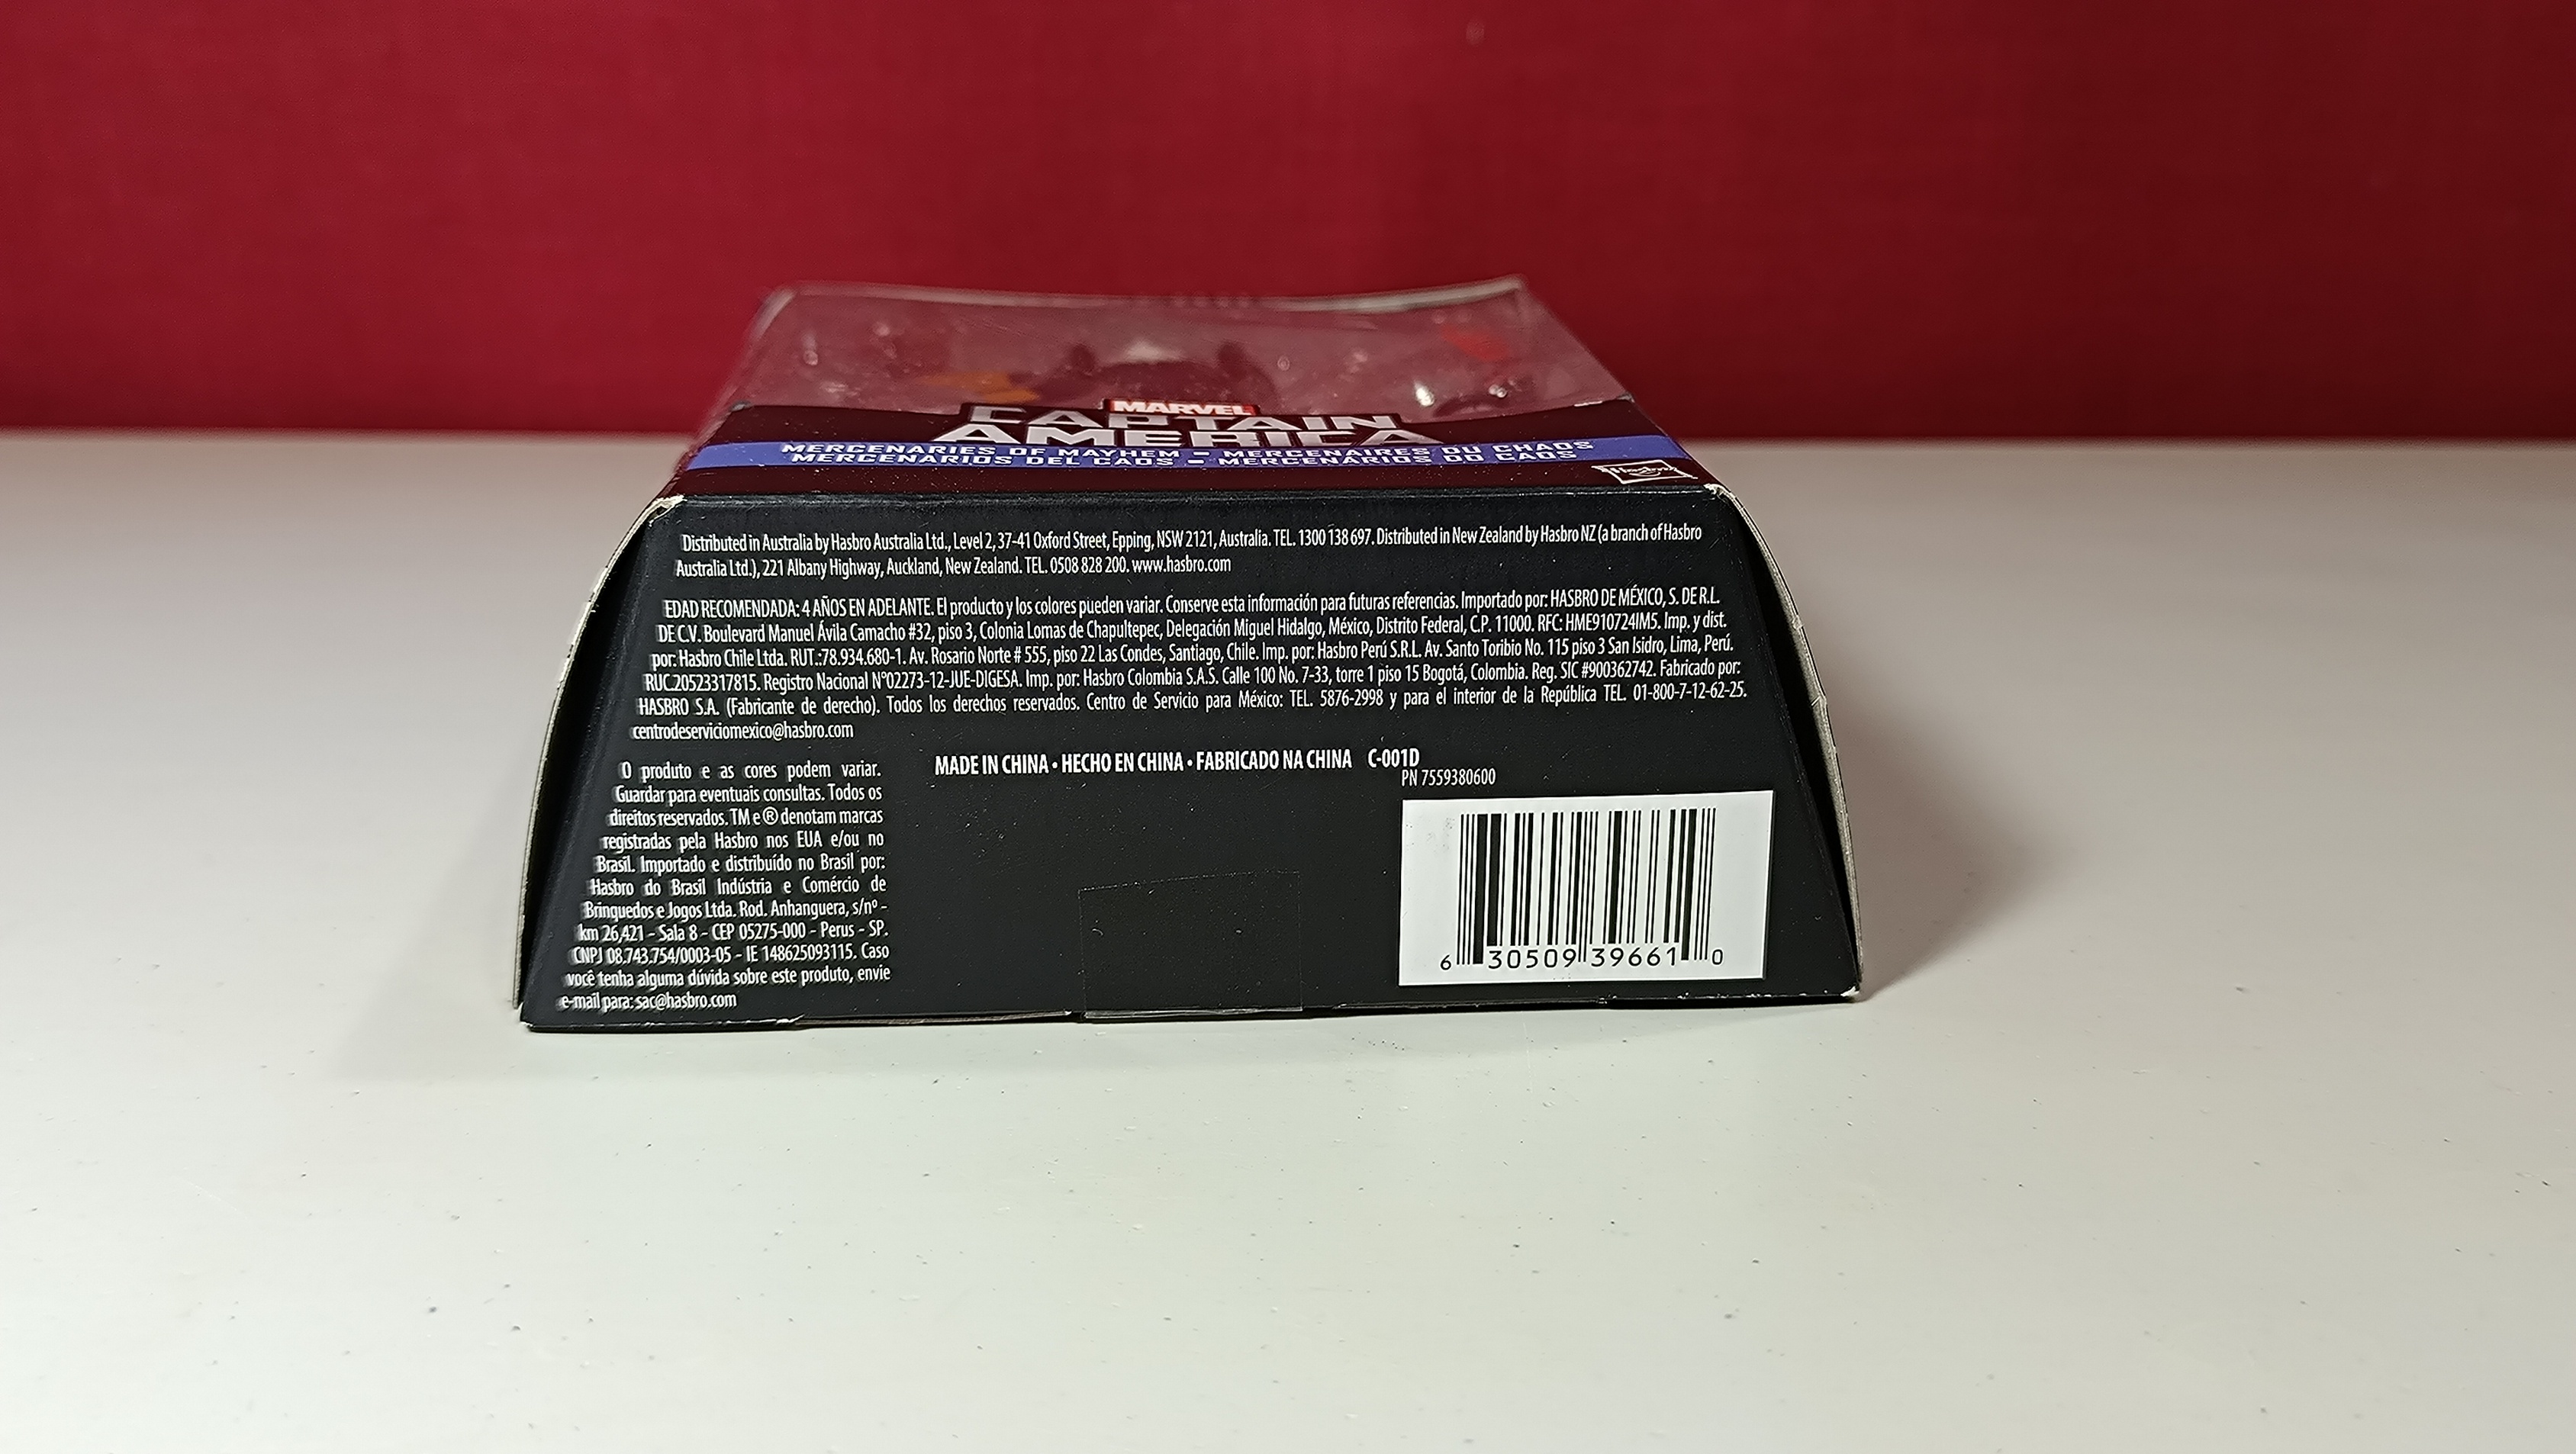 MARVEL
CAPTAIN
AMERICA
MERCENARIES OF MAYHEM - MERCENAIRES DU CHAOS
MERCENARIOS DEL CAOS - MERCENÁRIOS DO CAOS
Hasbro
Distributed in Australia by Hasbro Australia Ltd., Level 2, 37-41 Oxford Street, Epping, NSW 2121, Australia. TEL. 1300 138 697. Distributed in New Zealand by Hasbro NZ (a branch of Hasbro
Australia Ltd.), 221 Albany Highway, Auckland, New Zealand. TEL. 0508 828 200. www.hasbro.com
EDAD RECOMENDADA: 4 AÑOS EN ADELANTE. El producto y los colores pueden variar. Conserve esta información para futuras referencias. Importado por: HASBRO DE MÉXICO, S. DE R.L.
DE C.V. Boulevard Manuel Ávila Camacho #32, piso 3, Colonia Lomas de Chapultepec, Delegación Miguel Hidalgo, México, Distrito Federal, C.P. 11000. RFC: HME910724IM5. Imp. y dist.
por: Hasbro Chile Ltda. RUT.:78.934.680-1. Av. Rosario Norte # 555, piso 22 Las Condes, Santiago, Chile. Imp. por: Hasbro Perú S.R.L. Av. Santo Toribio No. 115 piso 3 San Isidro, Lima, Perú.
RUC.20523317815. Registro Nacional N°02273-12-JUE-DIGESA. Imp. por: Hasbro Colombia S.A.S. Calle 100 No. 7-33, torre 1 piso 15 Bogotá, Colombia. Reg. SIC #900362742. Fabricado por:
HASBRO S.A. (Fabricante de derecho). Todos los derechos reservados. Centro de Servicio para México: TEL. 5876-2998 y para el interior de la República TEL. 01-800-7-12-62-25.
centrodeserviciomexico@hasbro.com
MADE IN CHINA • HECHO EN CHINA • FABRICADO NA CHINA C-001D
PN 7559380600
O produto e as cores podem variar.
Guardar para eventuais consultas. Todos os
direitos reservados. TM e ® denotam marcas
registradas pela Hasbro nos EUA e/ou no
Brasil. Importado e distribuído no Brasil por:
Hasbro do Brasil Indústria e Comércio de
Brinquedos e Jogos Ltda. Rod. Anhanguera, s/nº -
km 26,421 - Sala 8 - CEP 05275-000 - Perus - SP.
CNPJ 08.743.754/0003-05 - IE 148625093115. Caso
você tenha alguma dúvida sobre este produto, envie
e-mail para: sac@hasbro.com
6 30509 39661 0